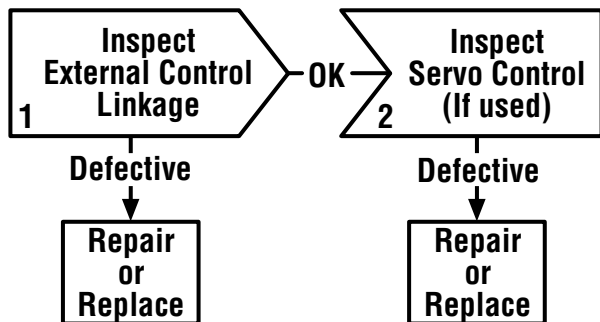 Inspect
External Control
Linkage
1
OK
Inspect
Servo Control
(If used)
2
Defective
Defective
Repair
or
Replace
Repair
or
Replace